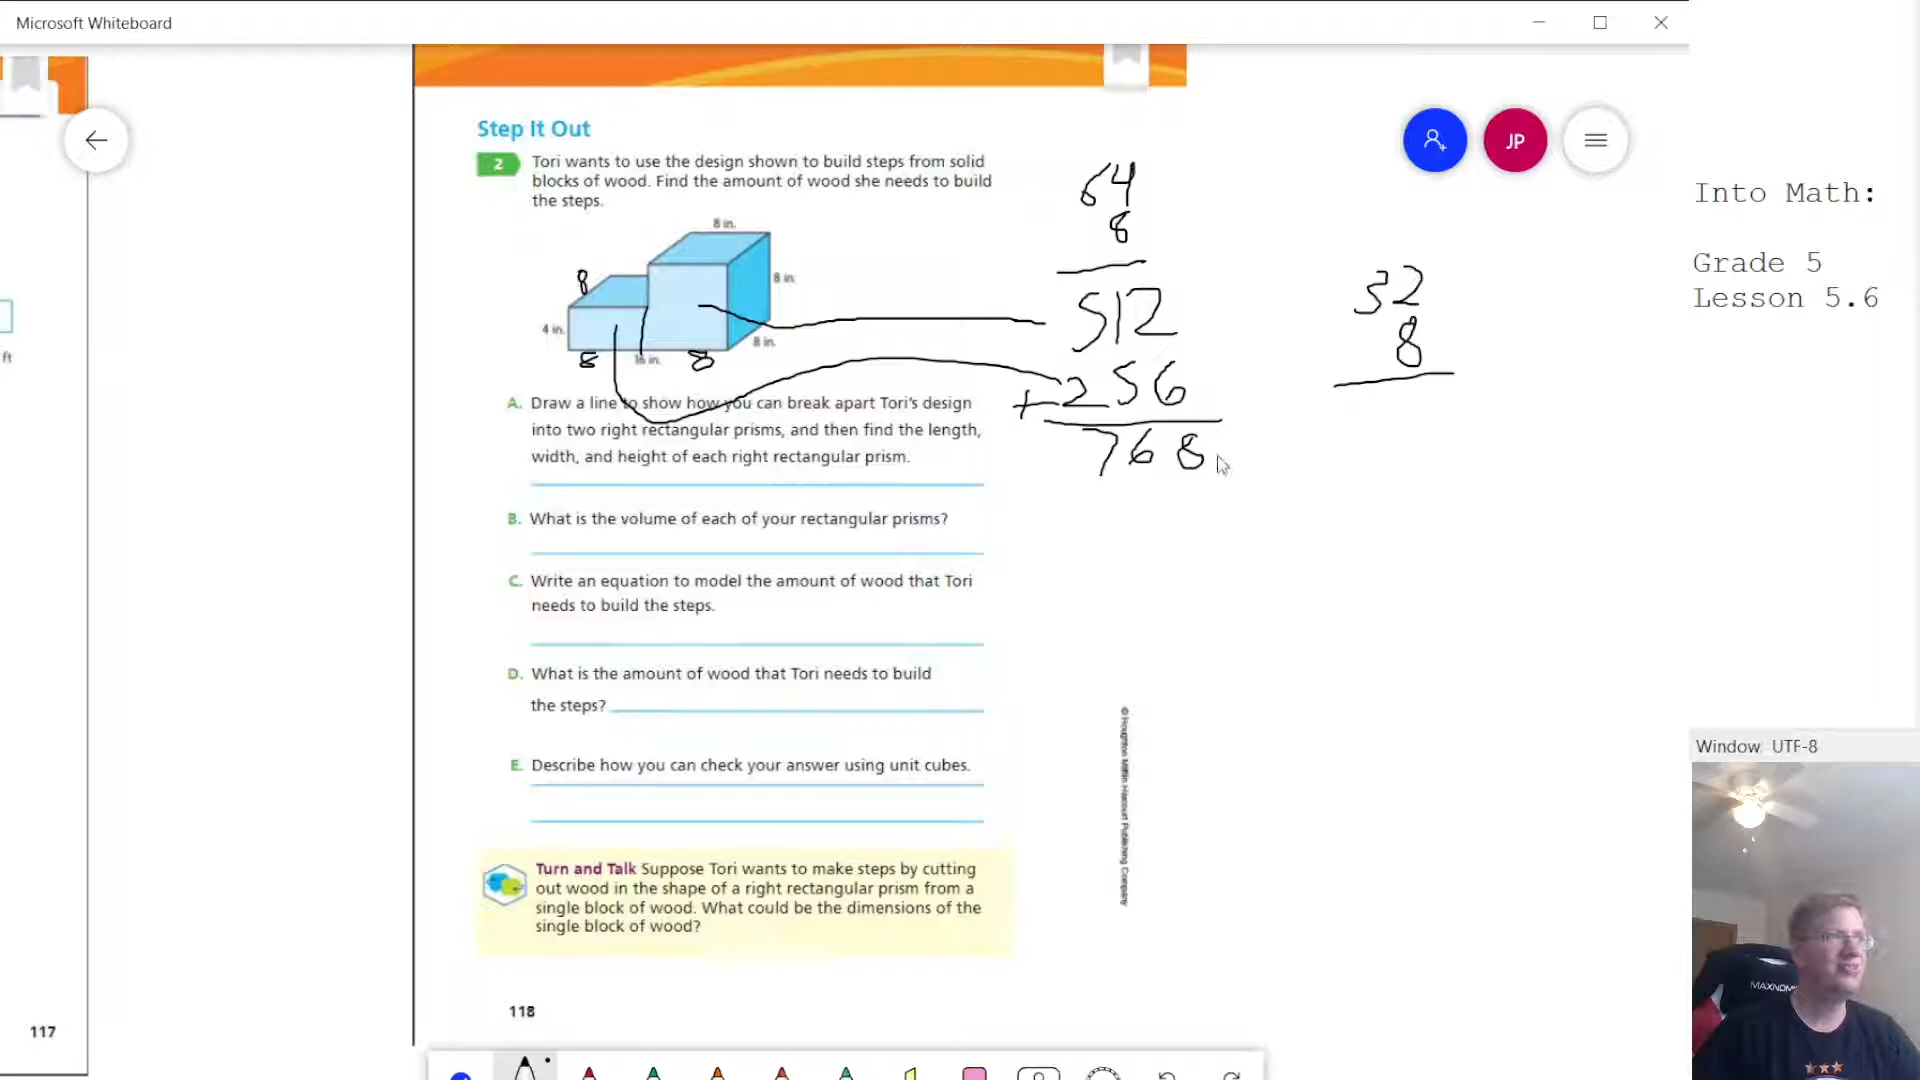 Microsoft Whiteboard
Step It Out
2 Tori wants to use the design shown to build steps from solid
blocks of wood. Find the amount of wood she needs to build
the steps.
8 in.
8 in.
8 in.
4 in.
16 in.
8
8
8
A. Draw a line to show how you can break apart Tori's design
into two right rectangular prisms, and then find the length,
width, and height of each right rectangular prism.
B. What is the volume of each of your rectangular prisms?
C. Write an equation to model the amount of wood that Tori
needs to build the steps.
D. What is the amount of wood that Tori needs to build
the steps?
E. Describe how you can check your answer using unit cubes.
Turn and Talk Suppose Tori wants to make steps by cutting
out wood in the shape of a right rectangular prism from a
single block of wood. What could be the dimensions of the
single block of wood?
118
117
ft
© Houghton Mifflin Harcourt Publishing Company
64
8
512
+256
768
32
8
JP
Into Math:
Grade 5
Lesson 5.6
Window UTF-8